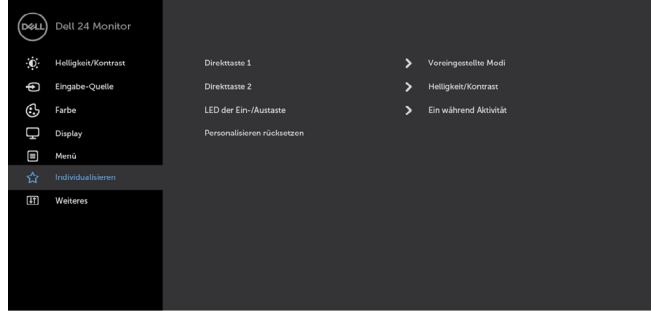 DELL Dell 24 Monitor
Helligkeit/Kontrast
Eingabe-Quelle
Farbe
Display
Menü
Individualisieren
Weiteres
Direkttaste 1 Voreingestellte Modi
Direkttaste 2 Helligkeit/Kontrast
LED der Ein-/Austaste Ein während Aktivität
Personalisieren rücksetzen